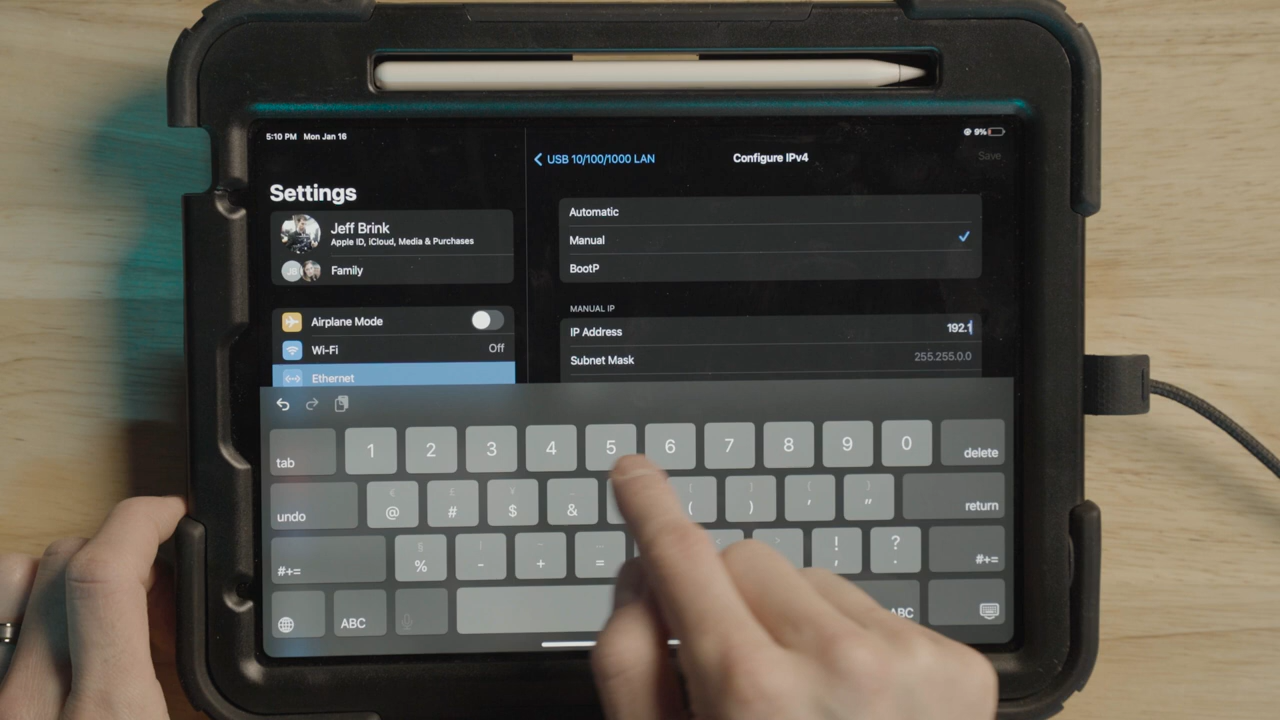 5:10 PM Mon Jan 16
9%
USB 10/100/1000 LAN
Configure IPv4
Save
Settings
Jeff Brink
Apple ID, iCloud, Media & Purchases
Family
Airplane Mode
Wi-Fi Off
Ethernet
Automatic
Manual
BootP
MANUAL IP
IP Address 192.1
Subnet Mask 255.255.0.0
tab 1 2 3 4 5 6 7 8 9 0 delete
undo @ # $ & ( ) ' " return
#+= % - + = ! , ? . #+=
ABC ABC